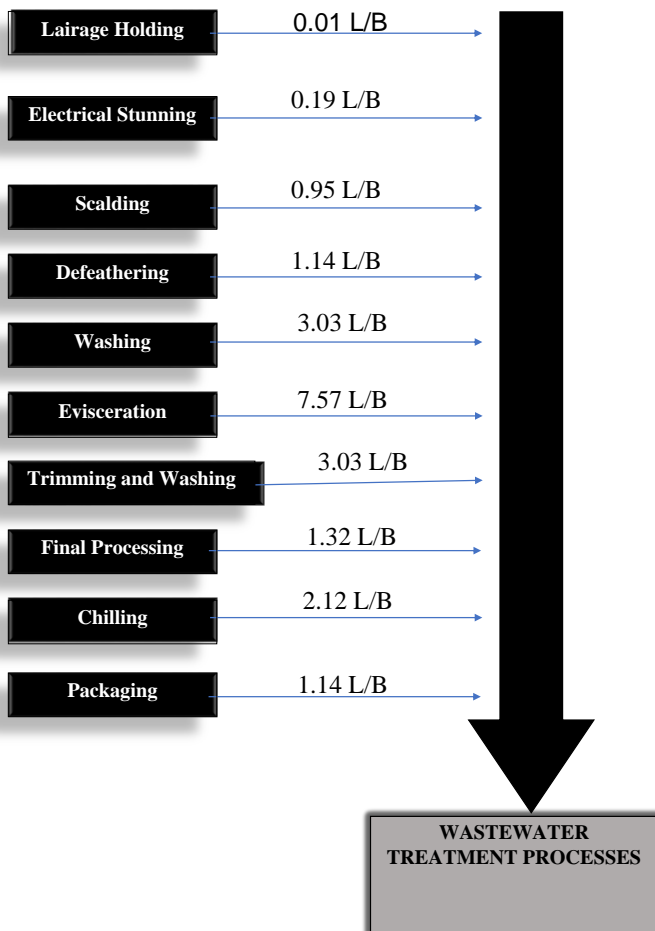 Lairage Holding 0.01 L/B
Electrical Stunning 0.19 L/B
Scalding 0.95 L/B
Defeathering 1.14 L/B
Washing 3.03 L/B
Evisceration 7.57 L/B
Trimming and Washing 3.03 L/B
Final Processing 1.32 L/B
Chilling 2.12 L/B
Packaging 1.14 L/B
WASTEWATER
TREATMENT PROCESSES